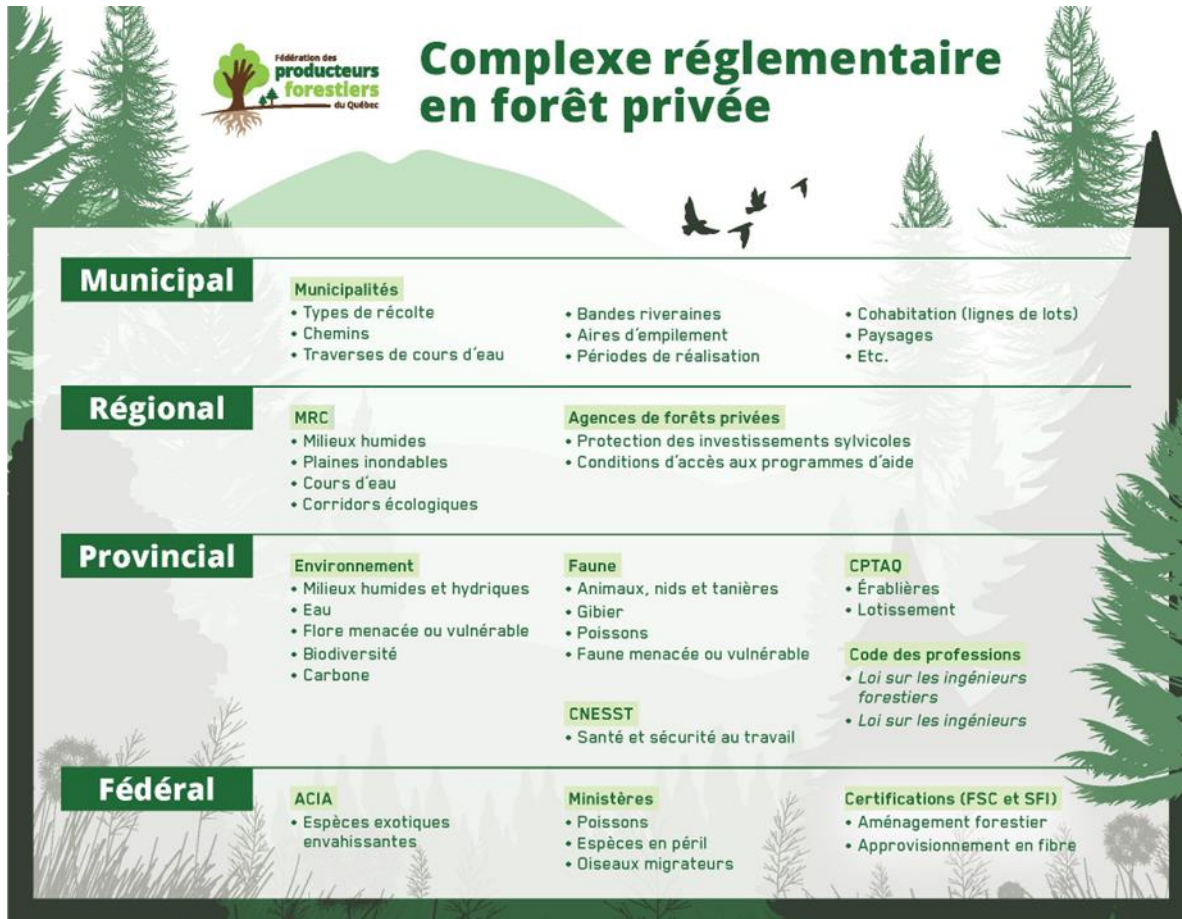 Fédération des
producteurs
forestiers
du Québec
Complexe réglementaire
en forêt privée
Municipal
Municipalités
• Types de récolte
• Chemins
• Traverses de cours d'eau
• Bandes riveraines
• Aires d'empilement
• Périodes de réalisation
• Cohabitation (lignes de lots)
• Paysages
• Etc.
Régional
MRC
• Milieux humides
• Plaines inondables
• Cours d'eau
• Corridors écologiques
Agences de forêts privées
• Protection des investissements sylvicoles
• Conditions d'accès aux programmes d'aide
Provincial
Environnement
• Milieux humides et hydriques
• Eau
• Flore menacée ou vulnérable
• Biodiversité
• Carbone
Faune
• Animaux, nids et tanières
• Gibier
• Poissons
• Faune menacée ou vulnérable
CNESST
• Santé et sécurité au travail
CPTAQ
• Érablières
• Lotissement
Code des professions
• Loi sur les ingénieurs
forestiers
• Loi sur les ingénieurs
Fédéral
ACIA
• Espèces exotiques
envahissantes
Ministères
• Poissons
• Espèces en péril
• Oiseaux migrateurs
Certifications (FSC et SFI)
• Aménagement forestier
• Approvisionnement en fibre